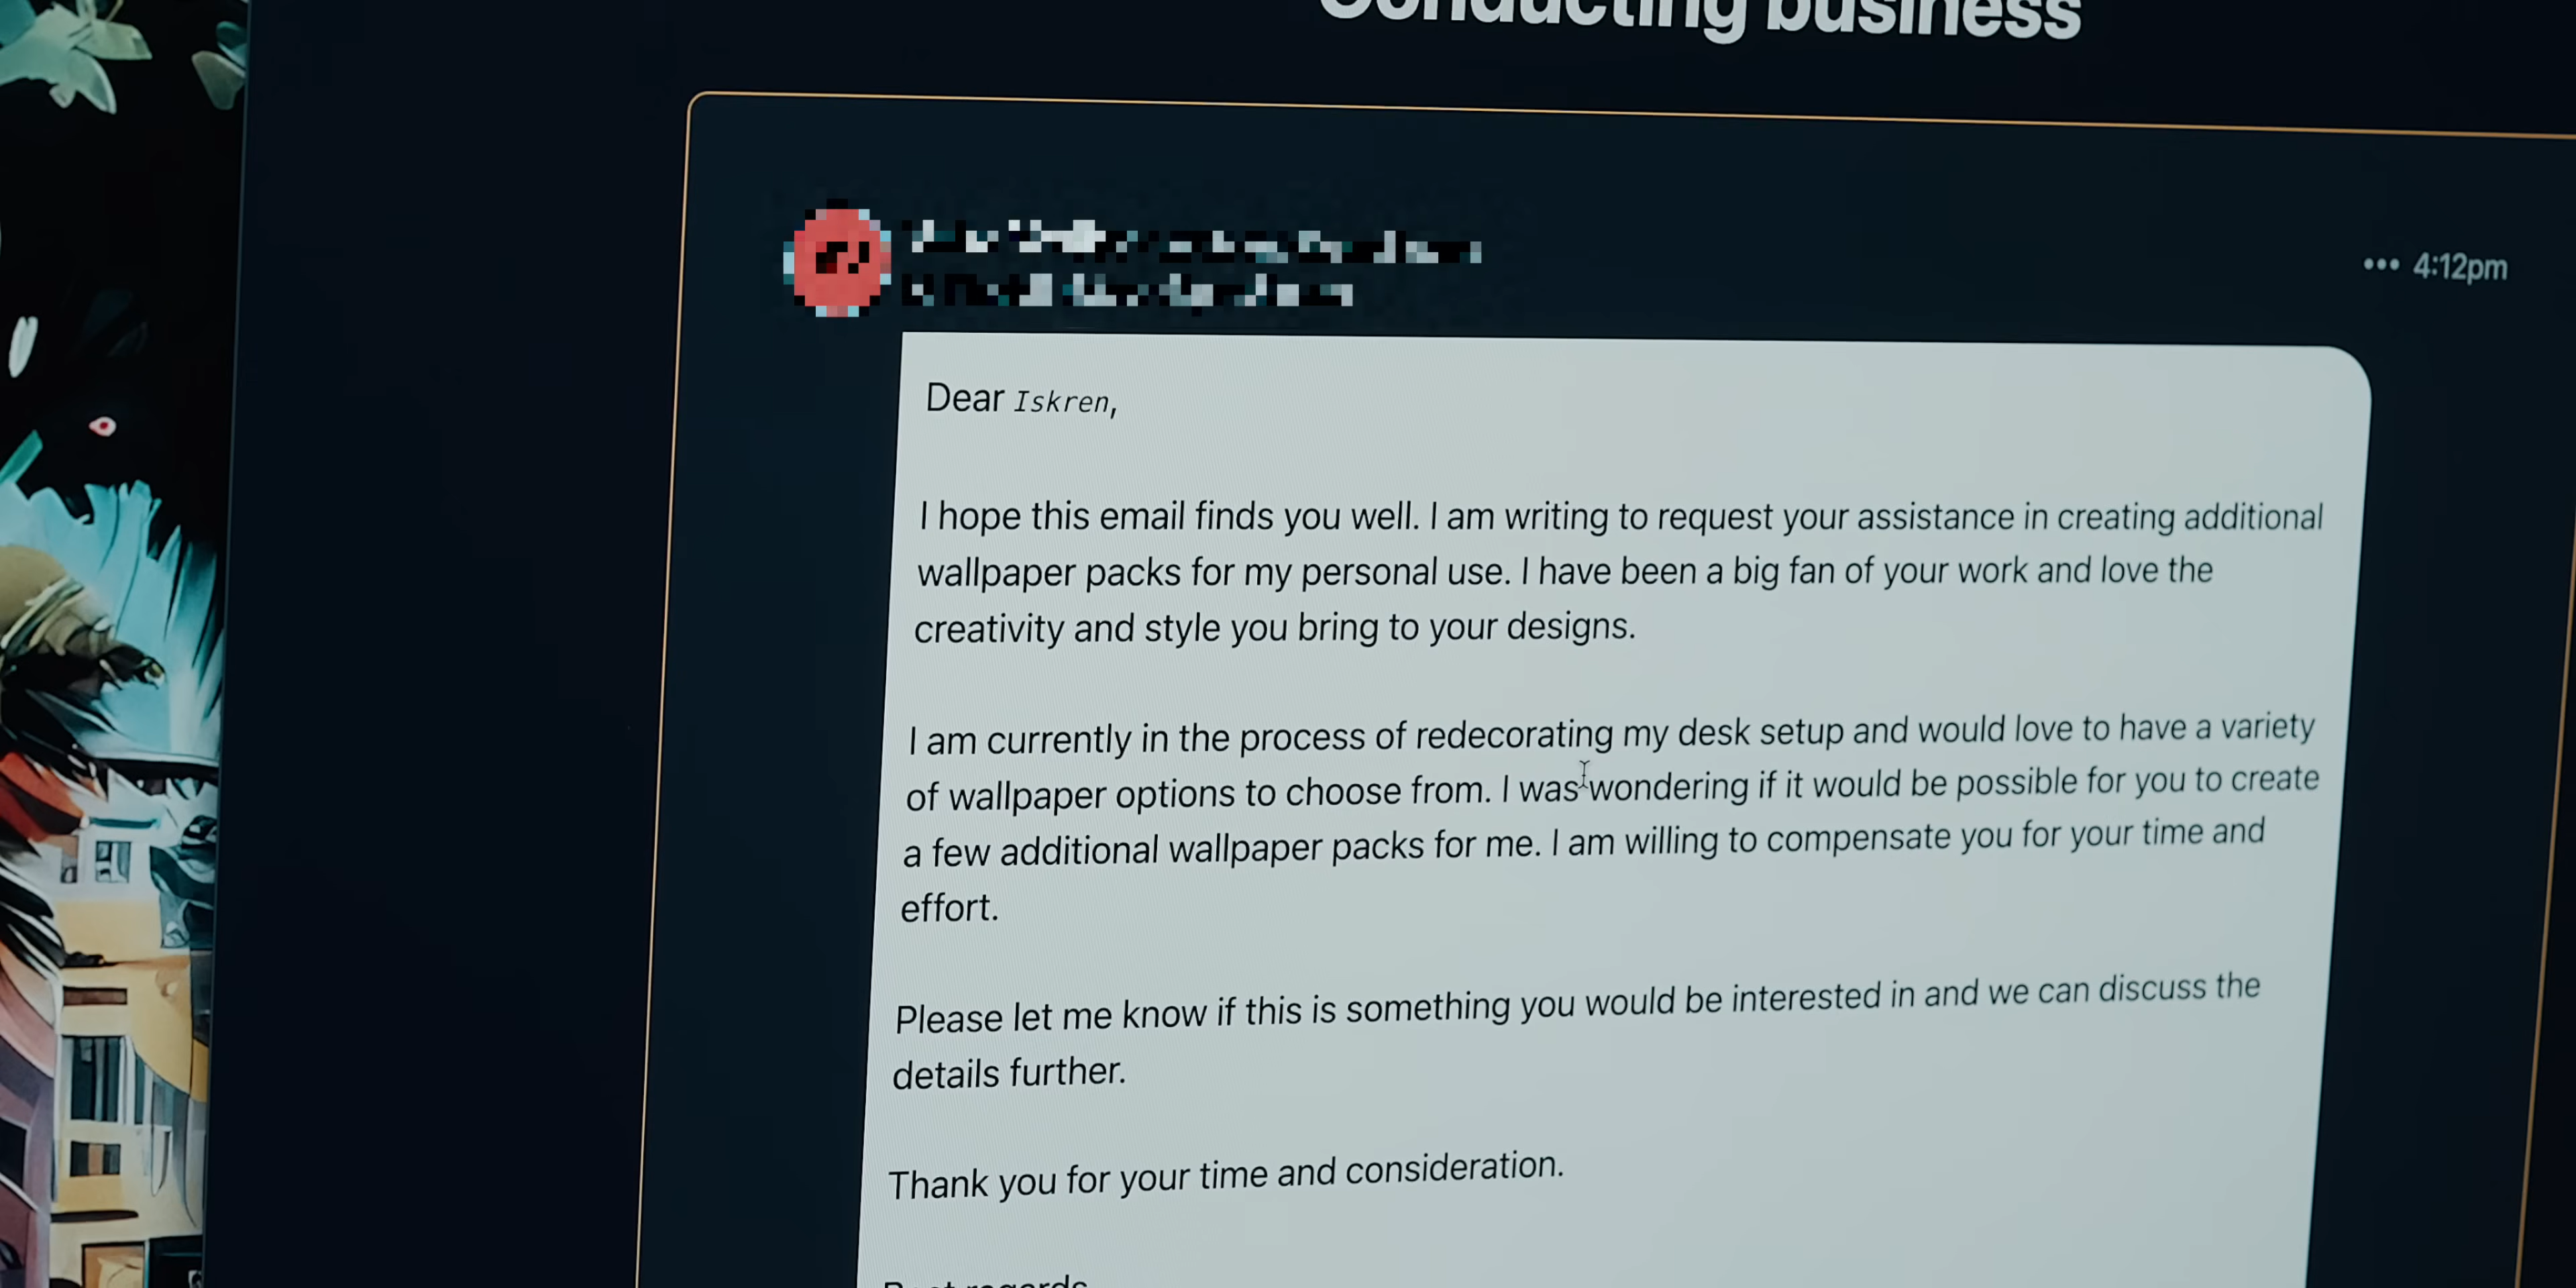 Conducting business
••• 4:12pm
Dear Iskren,
I hope this email finds you well. I am writing to request your assistance in creating additional
wallpaper packs for my personal use. I have been a big fan of your work and love the
creativity and style you bring to your designs.
I am currently in the process of redecorating my desk setup and would love to have a variety
of wallpaper options to choose from. I was wondering if it would be possible for you to create
a few additional wallpaper packs for me. I am willing to compensate you for your time and
effort.
Please let me know if this is something you would be interested in and we can discuss the
details further.
Thank you for your time and consideration.
Best regards